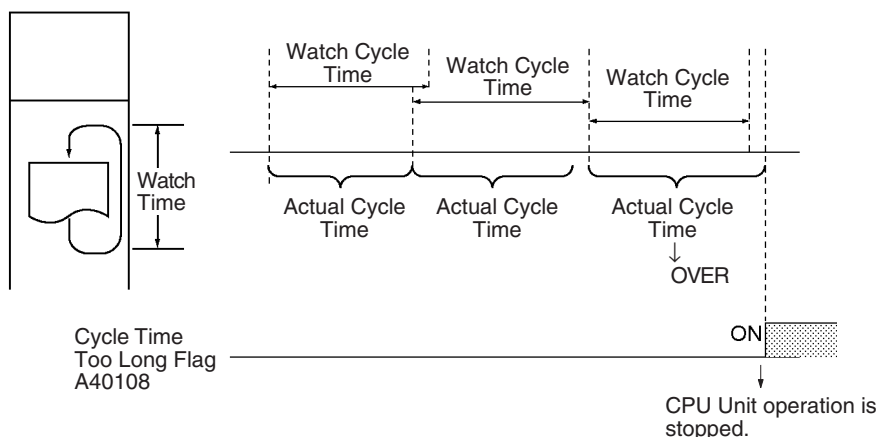 Watch Cycle
Time
Watch Cycle
Time
Watch Cycle
Time
Watch
Time
Actual Cycle
Time
Actual Cycle
Time
Actual Cycle
Time
↓
OVER
Cycle Time
Too Long Flag
A40108
ON
CPU Unit operation is
stopped.